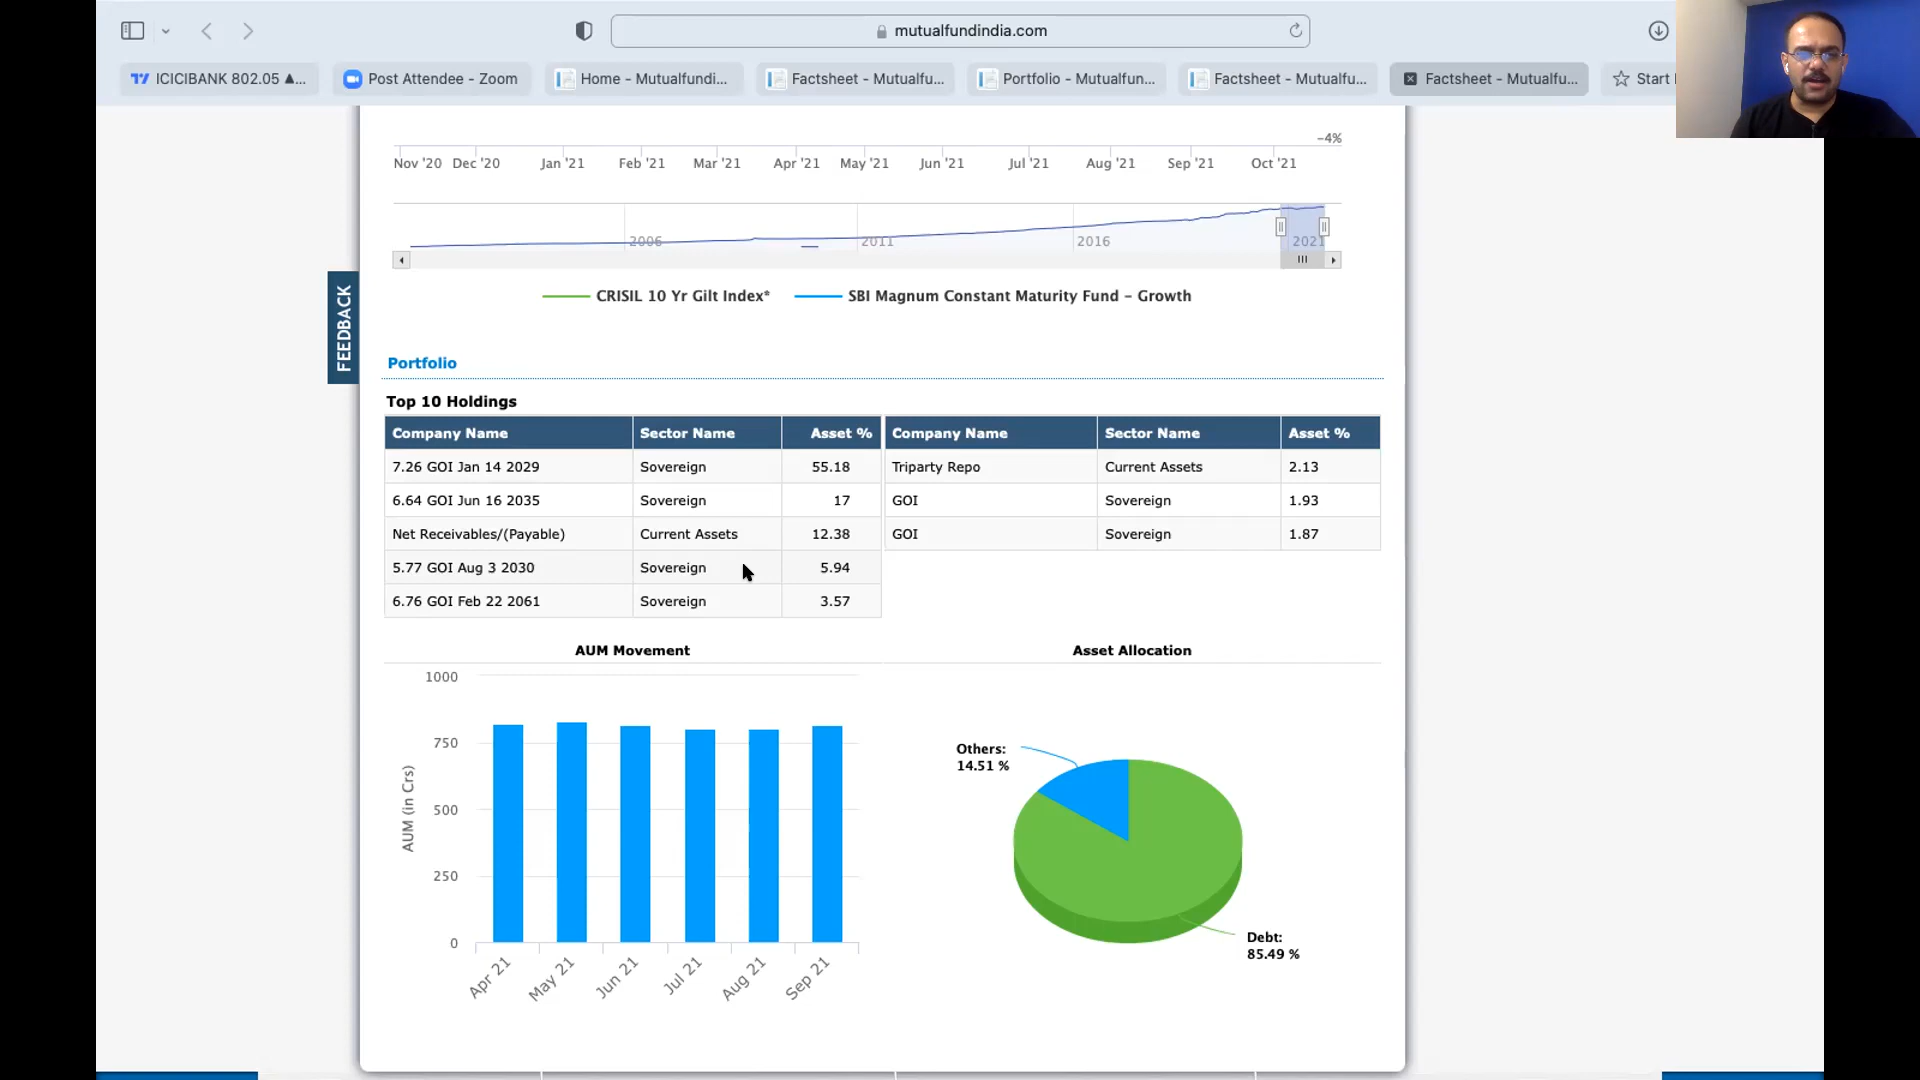 mutualfundindia.com
ICICIBANK 802.05 ▲...
Post Attendee - Zoom
Home - Mutualfundi...
Factsheet - Mutualfu...
Portfolio - Mutualfun...
Factsheet - Mutualfu...
Factsheet - Mutualfu...
Start
-4%
Nov '20 Dec '20 Jan '21 Feb '21 Mar '21 Apr '21 May '21 Jun '21 Jul '21 Aug '21 Sep '21 Oct '21
2006 2011 2016 2021
CRISIL 10 Yr Gilt Index* SBI Magnum Constant Maturity Fund - Growth
FEEDBACK
Portfolio
Top 10 Holdings
Company Name Sector Name Asset % Company Name Sector Name Asset %
7.26 GOI Jan 14 2029 Sovereign 55.18 Triparty Repo Current Assets 2.13
6.64 GOI Jun 16 2035 Sovereign 17 GOI Sovereign 1.93
Net Receivables/(Payable) Current Assets 12.38 GOI Sovereign 1.87
5.77 GOI Aug 3 2030 Sovereign 5.94
6.76 GOI Feb 22 2061 Sovereign 3.57
AUM Movement
1000
750
500
250
0
AUM (in Crs)
Apr 21 May 21 Jun 21 Jul 21 Aug 21 Sep 21
Asset Allocation
Others:
14.51 %
Debt:
85.49 %